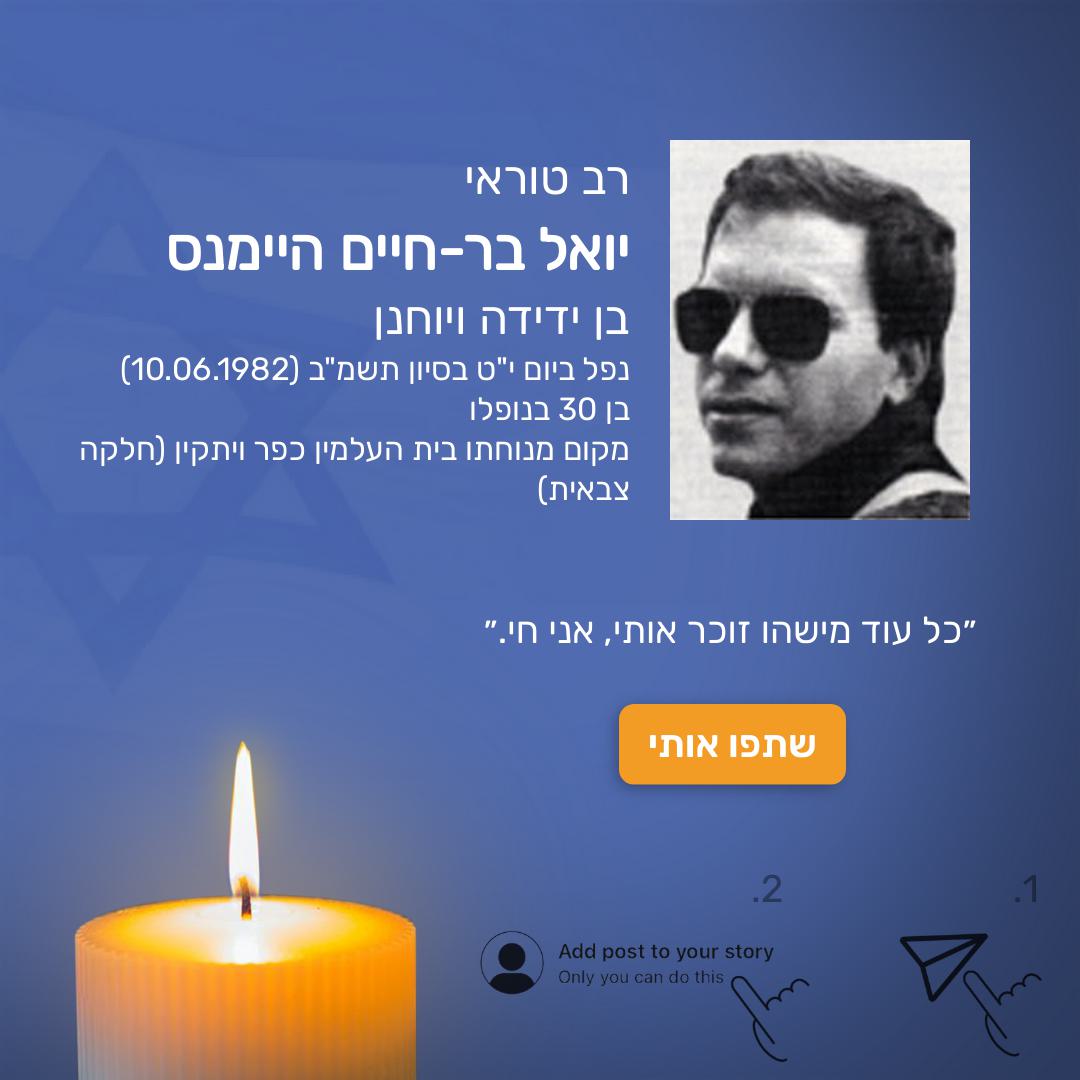 רב טוראי
יואל בר-חיים היימנס
בן ידידה ויוחנן
נפל ביום י"ט בסיון תשמ"ב (10.06.1982)
בן 30 בנופלו
מקום מנוחתו בית העלמין כפר ויתקין (חלקה
צבאית)
״כל עוד מישהו זוכר אותי, אני חי.״
שתפו אותי
.1
.2
Add post to your story
Only you can do this